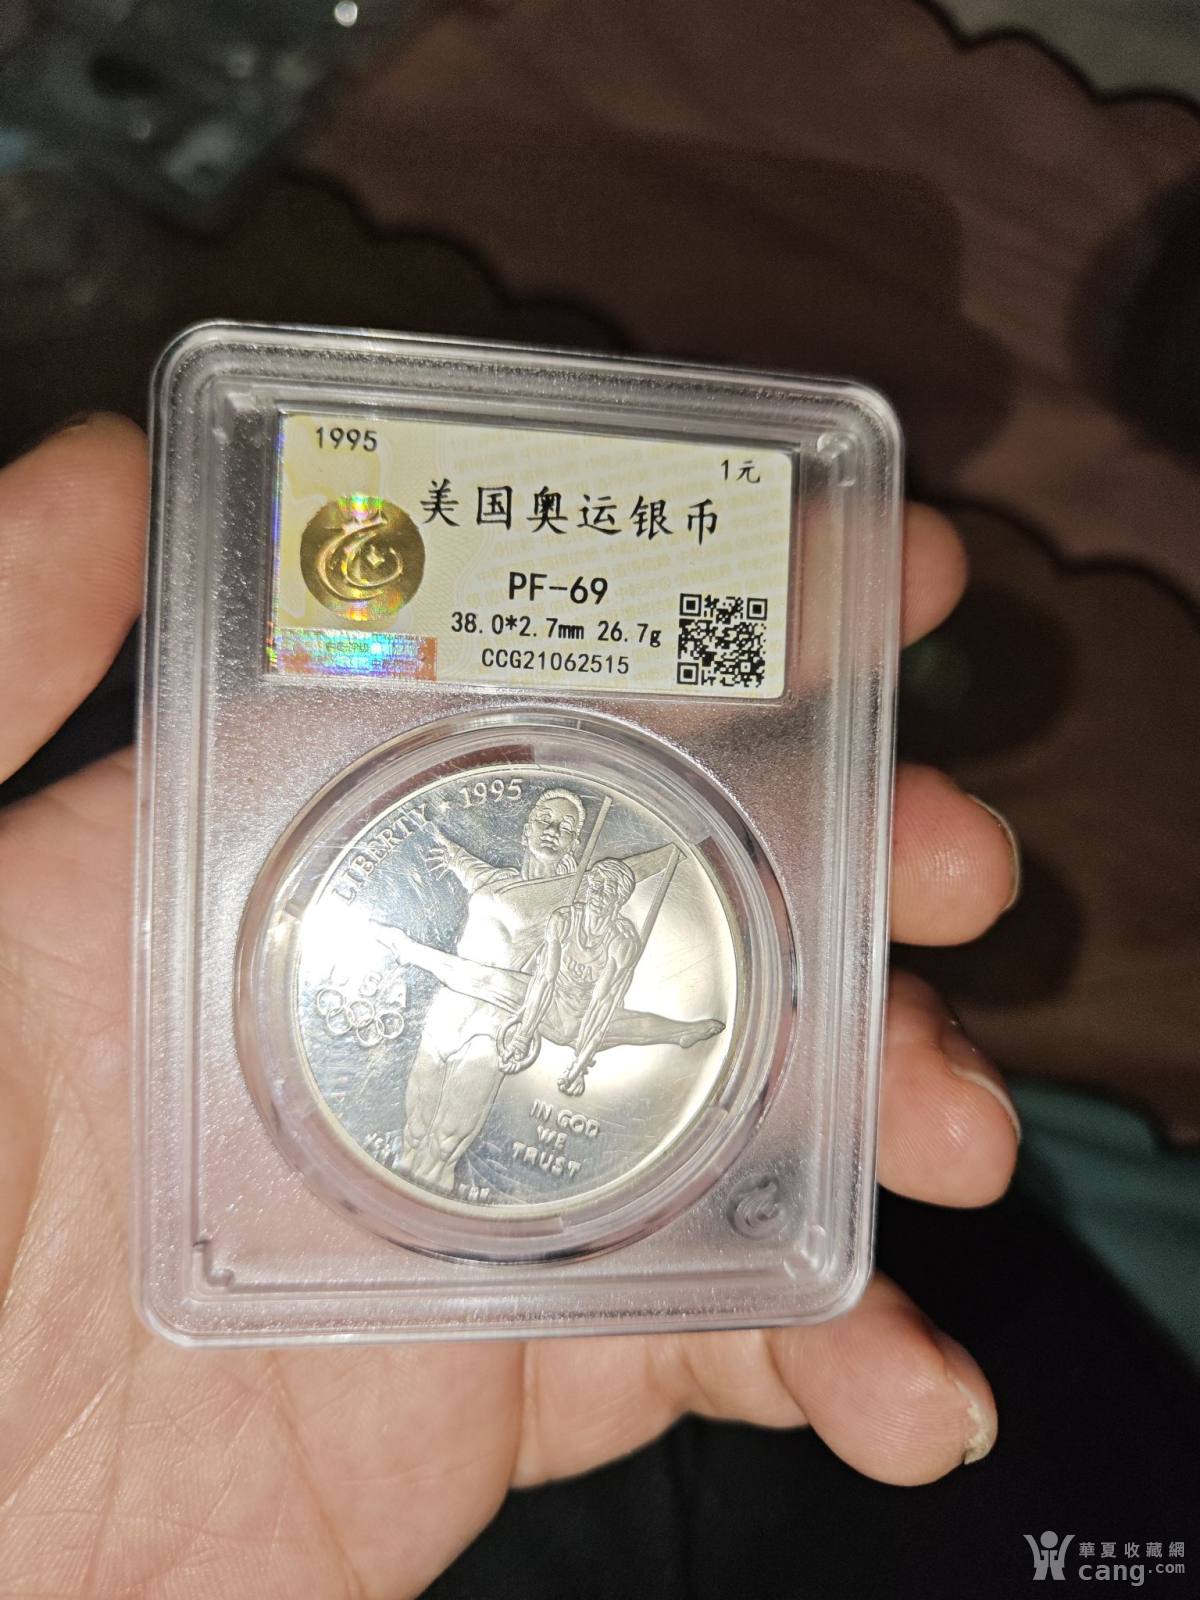 1995
1元
美国奥运银币
PF-69
38.0*2.7mm 26.7g
CCG21062515
LIBERTY 1995
USA
IN GOD
WE
TRUST
華夏收藏網
cang.com